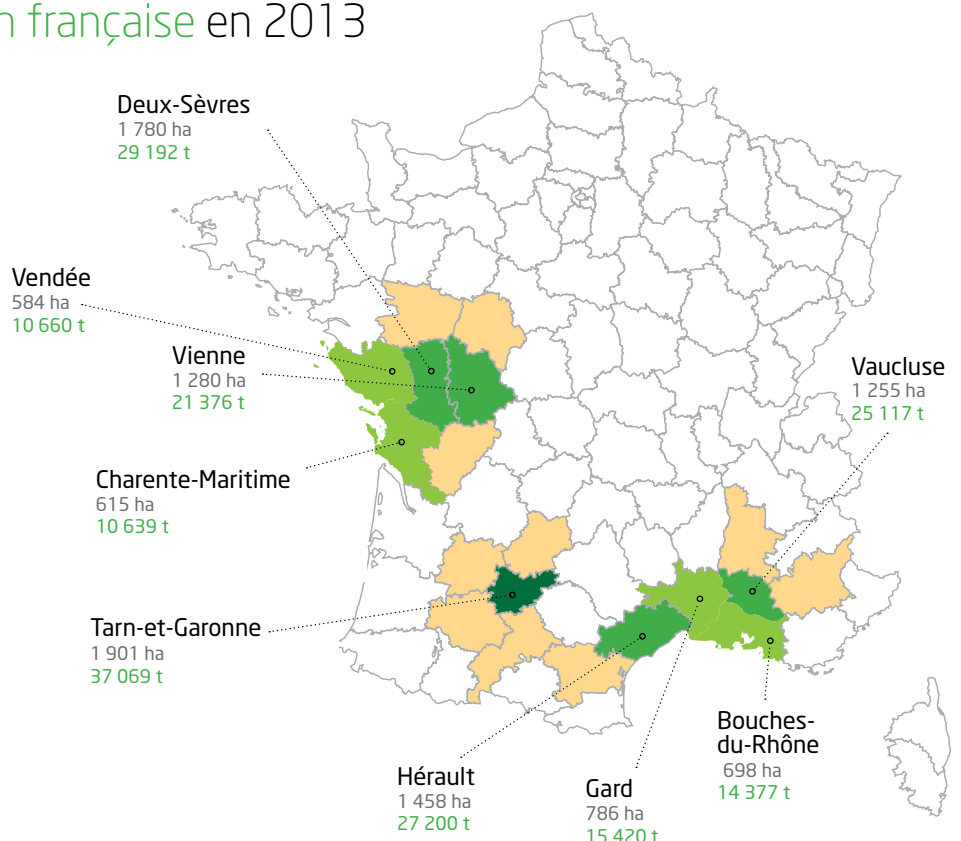 n française en 2013
Deux-Sèvres
1 780 ha
29 192 t
Vendée
584 ha
10 660 t
Vienne
1 280 ha
21 376 t
Vaucluse
1 255 ha
25 117 t
Charente-Maritime
615 ha
10 639 t
Tarn-et-Garonne
1 901 ha
37 069 t
Bouches-
du-Rhône
698 ha
14 377 t
Hérault
1 458 ha
27 200 t
Gard
786 ha
15 420 t